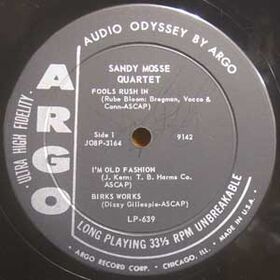 AUDIO ODYSSEY BY ARGO
ULTRA HIGH FIDELITY
ARGO
SANDY MOSSE
QUARTET
FOOLS RUSH IN
(Rube Bloom: Bregman, Vocco &
Conn-ASCAP)
Side 1
9142
JO8P-3164
I'M OLD FASHION
(J. Kern: T. B. Harms Co.
ASCAP)
BIRKS WORKS
(Dizzy Gillespie-ASCAP)
LP-639
LONG PLAYING 33⅓ RPM UNBREAKABLE
ARGO RECORD CORP. CHICAGO, ILL. MADE IN U.S.A.